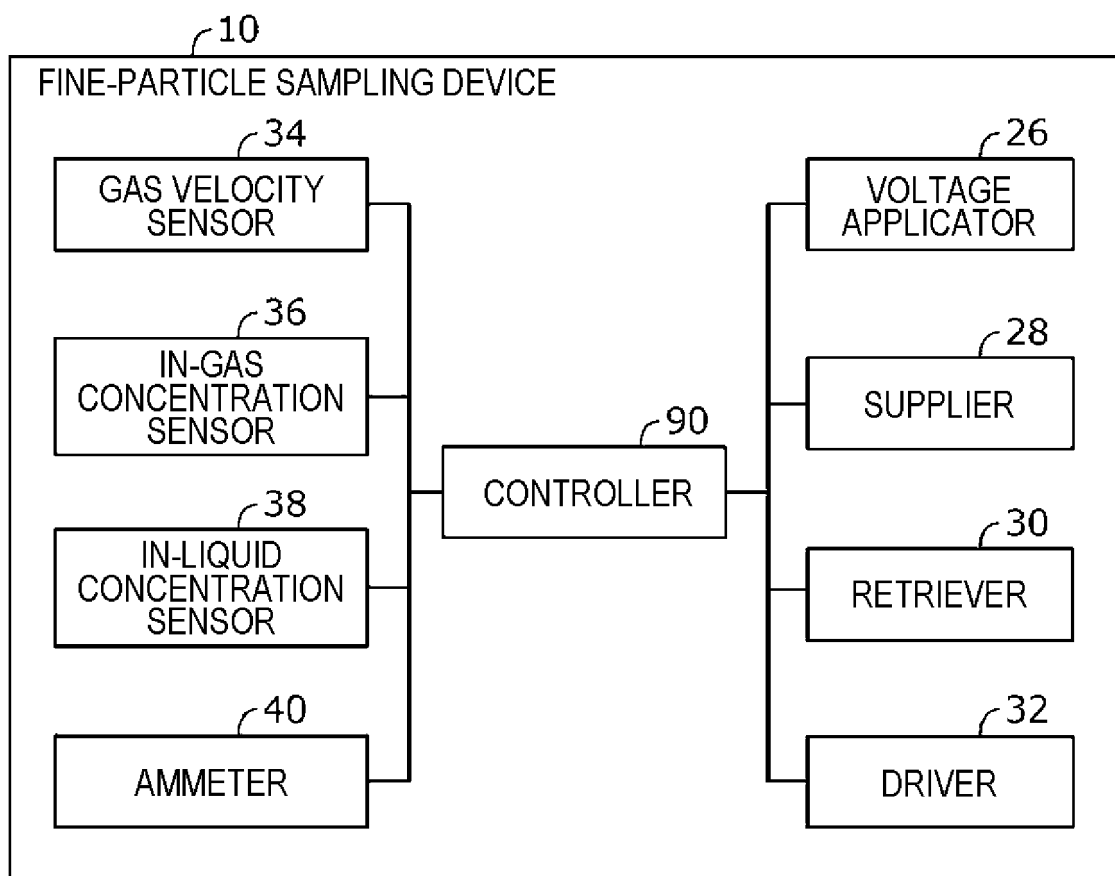 10
FINE-PARTICLE SAMPLING DEVICE
34
GAS VELOCITY
SENSOR
36
IN-GAS
CONCENTRATION
SENSOR
38
IN-LIQUID
CONCENTRATION
SENSOR
40
AMMETER
90
CONTROLLER
26
VOLTAGE
APPLICATOR
28
SUPPLIER
30
RETRIEVER
32
DRIVER